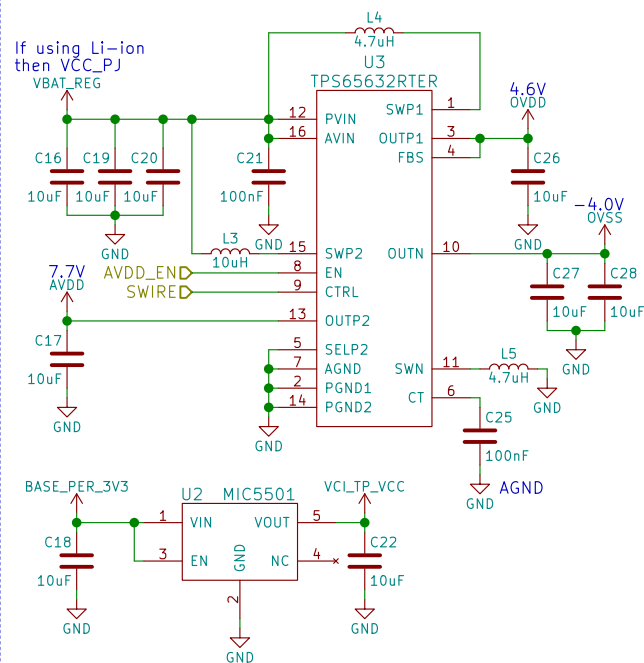 L4
4.7uH
If using Li-ion
then VCC_PJ
VBAT_REG
U3
TPS65632RTER
12 PVIN
16 AVIN
SWP1 1
OUTP1 3
FBS 4
4.6V
OVDD
C16
10uF
C19
10uF
C20
10uF
C21
100nF
C26
10uF
GND
GND
GND
-4.0V
OVSS
L3
10uH
15 SWP2
OUTN 10
AVDD_EN 8 EN
SWIRE 9 CTRL
7.7V
AVDD
13 OUTP2
C27
10uF
C28
10uF
GND
C17
10uF
GND
5 SELP2
7 AGND
2 PGND1
14 PGND2
GND
SWN 11
L5
4.7uH
GND
CT 6
C25
100nF
GND
AGND
BASE_PER_3V3
U2 MIC5501
VCI_TP_VCC
1 VIN
VOUT 5
3 EN
GND
NC 4
2
C18
10uF
GND
C22
10uF
GND
GND